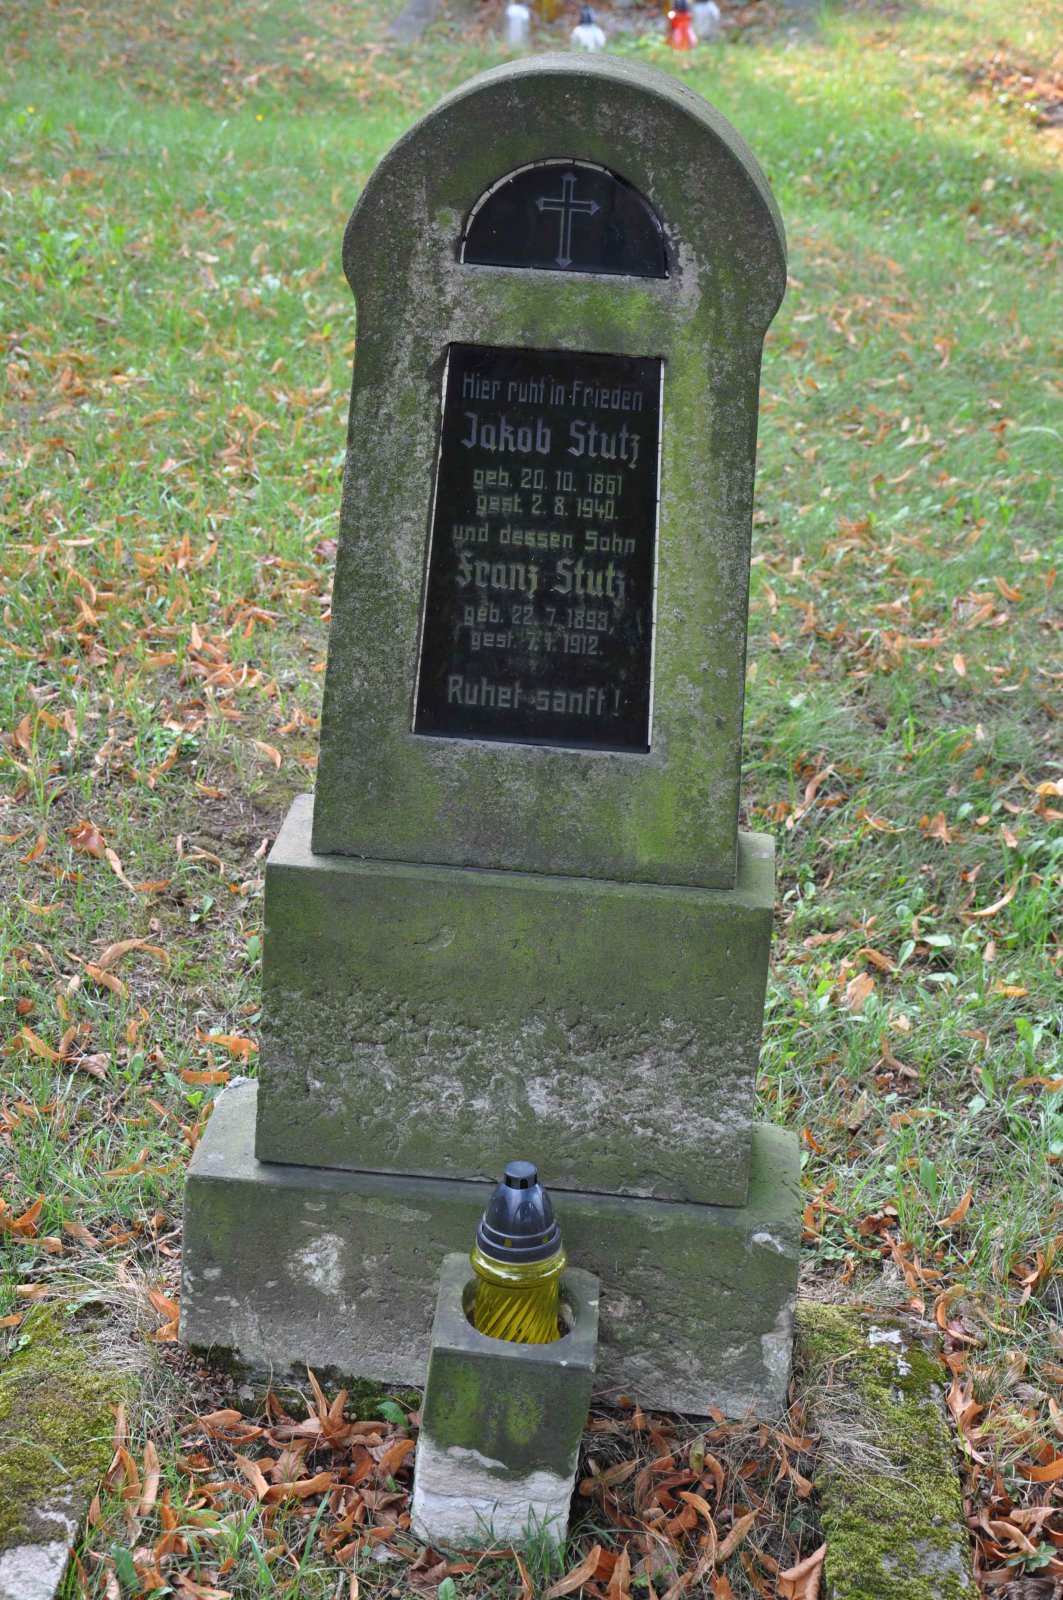 Hier ruht in Frieden
Jakob Stutz
geb. 20. 10. 1861
gest. 2. 8. 1940.
und dessen Sohn
Franz Stutz
geb. 22. 7. 1893,
gest. 1912.
Ruhet sanft!